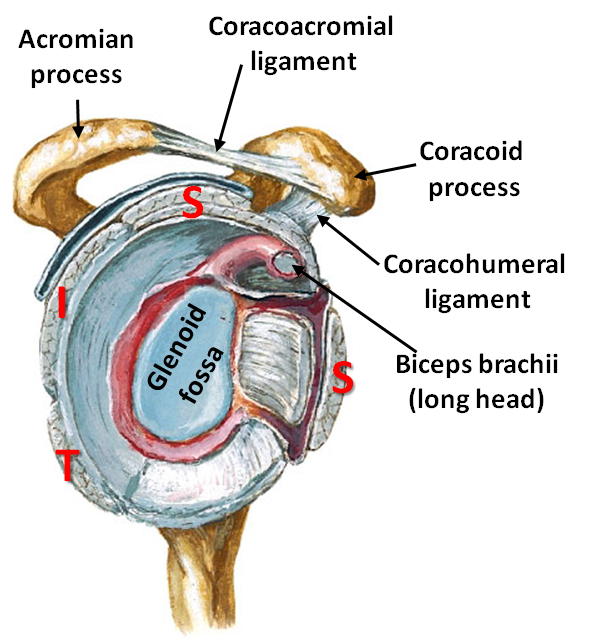 Coracoacromial
ligament
Acromian
process
Coracoid
process
S
Coracohumeral
ligament
I
Glenoid
fossa
Biceps brachii
(long head)
S
T